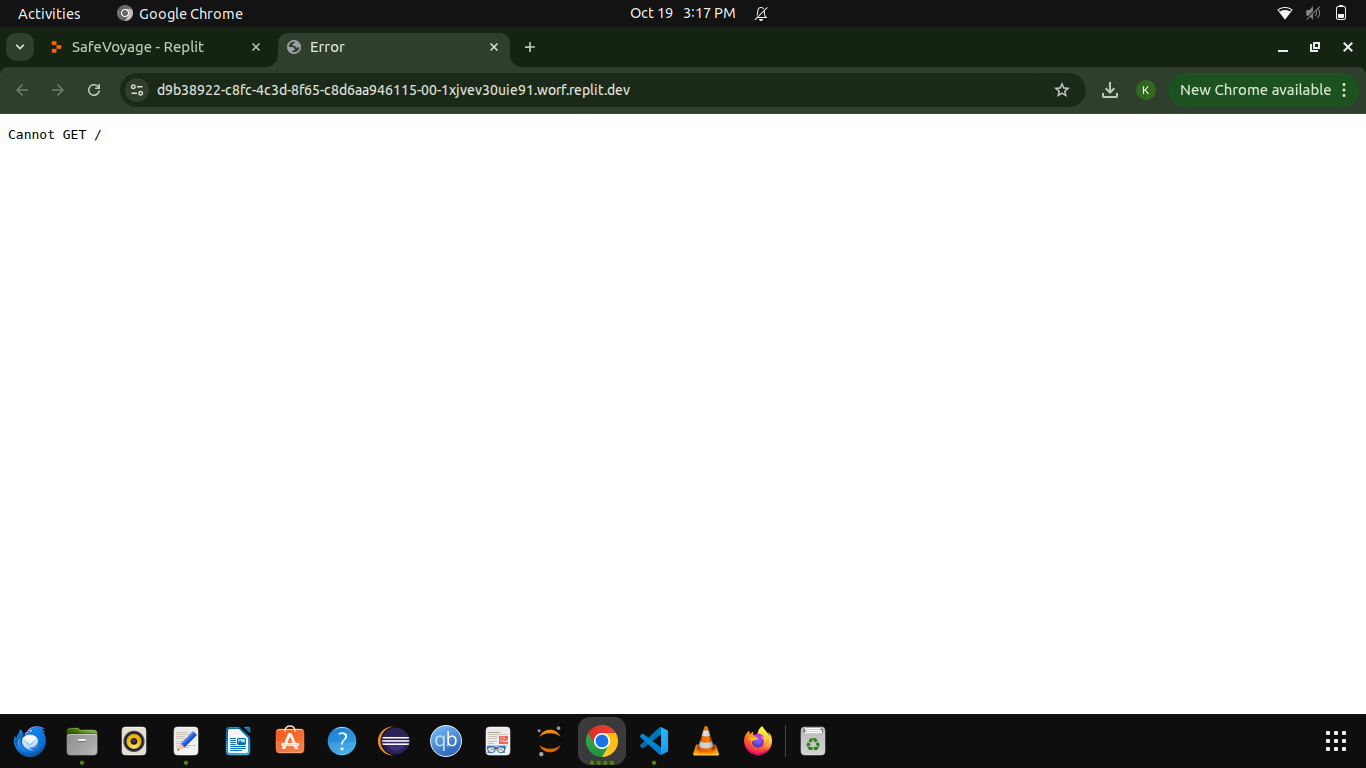 Activities
Google Chrome
Oct 19 3:17 PM
SafeVoyage - Replit
Error
d9b38922-c8fc-4c3d-8f65-c8d6aa946115-00-1xjvev30uie91.worf.replit.dev
K
New Chrome available
Cannot GET /
A
?
qb